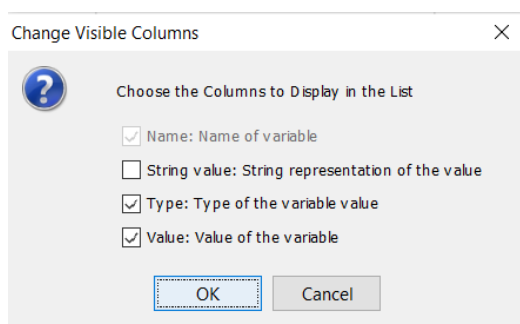 Change Visible Columns
Choose the Columns to Display in the List
Name: Name of variable
String value: String representation of the value
Type: Type of the variable value
Value: Value of the variable
OK Cancel